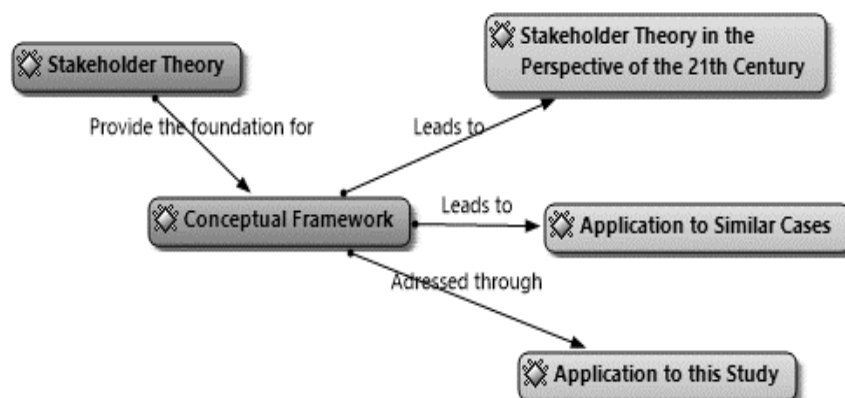 Stakeholder Theory in the
Perspective of the 21th Century
Stakeholder Theory
Provide the foundation for
Leads to
Conceptual Framework
Leads to
Application to Similar Cases
Adressed through
Application to this Study